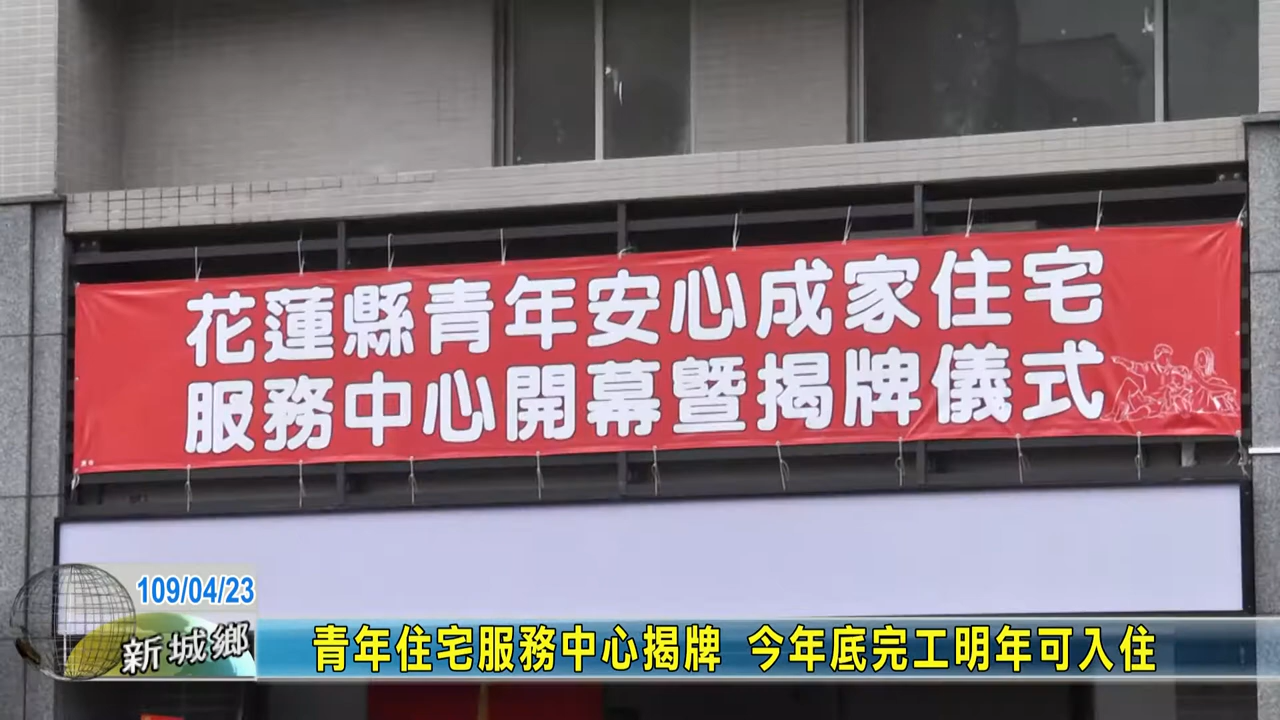 花蓮縣青年安心成家住宅
服務中心開幕暨揭牌儀式
109/04/23
新城鄉
青年住宅服務中心揭牌 今年底完工明年可入住